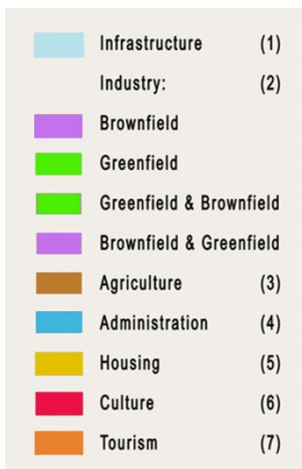 Infrastructure (1)
Industry: (2)
Brownfield
Greenfield
Greenfield & Brownfield
Brownfield & Greenfield
Agriculture (3)
Administration (4)
Housing (5)
Culture (6)
Tourism (7)